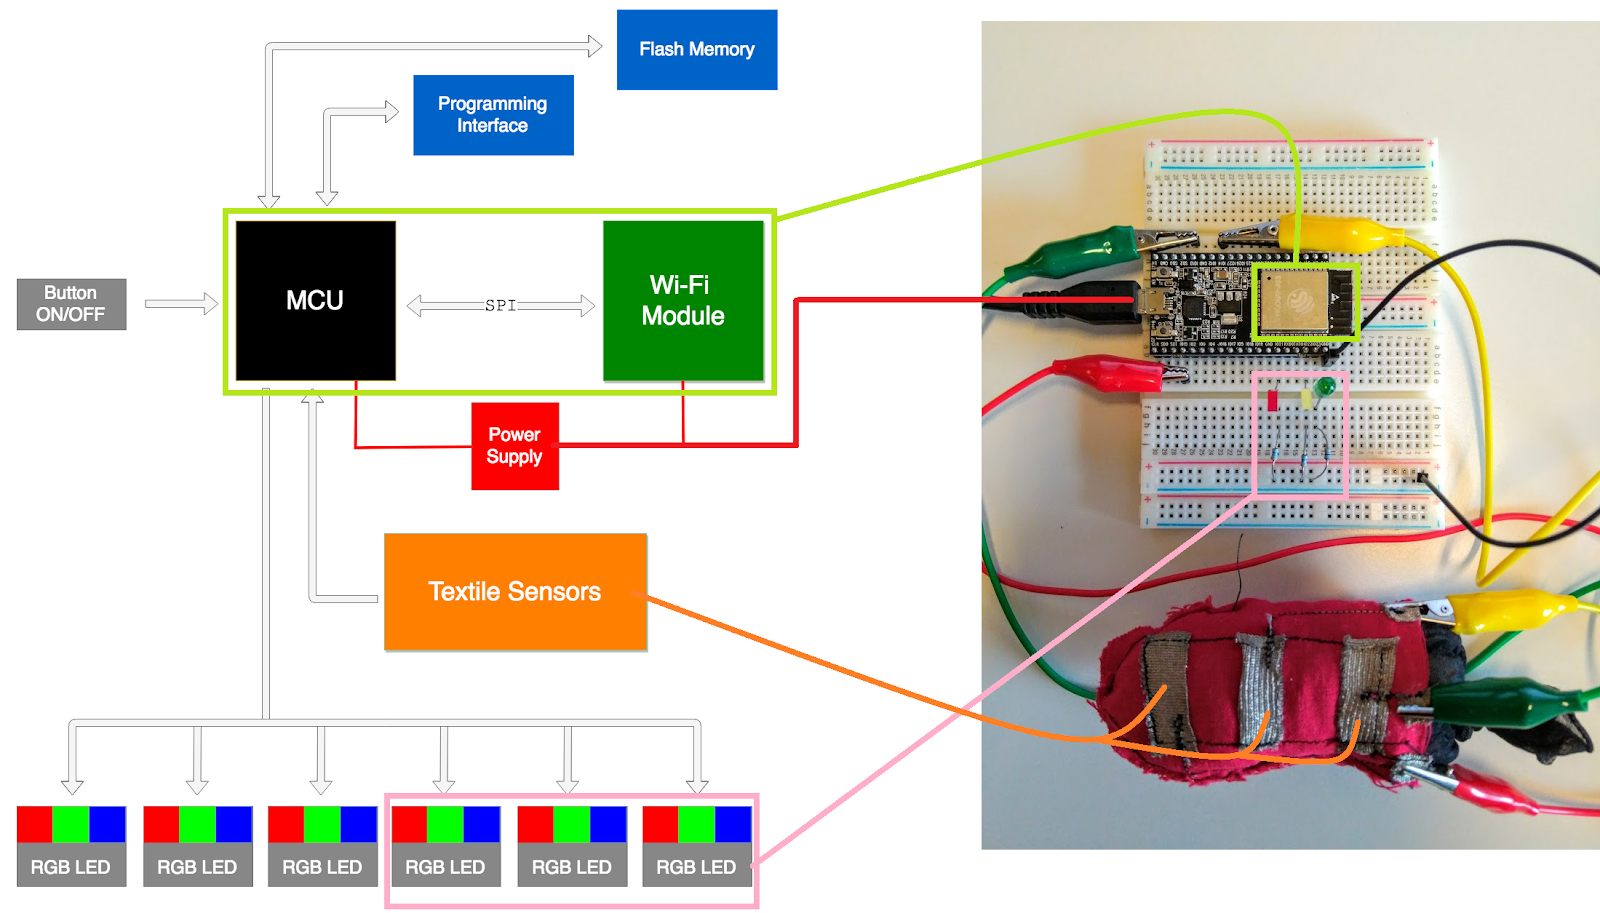 Flash Memory
Programming
Interface
Button
ON/OFF
MCU
SPI
Wi-Fi
Module
Power
Supply
Textile Sensors
RGB LED
RGB LED
RGB LED
RGB LED
RGB LED
RGB LED